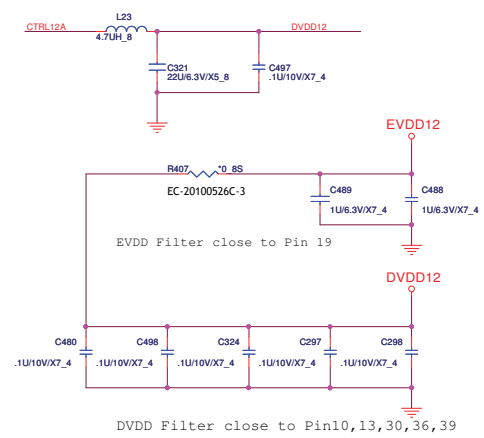 L23
CTRL12A
DVDD12
4.7UH_8
C321
22U/6.3V/X5_8
C497
.1U/10V/X7_4
EVDD12
R407
*0_8S
EC-20100526C-3
C489
1U/6.3V/X7_4
C488
1U/6.3V/X7_4
EVDD Filter close to Pin 19
DVDD12
C480
C498
C324
C297
C298
.1U/10V/X7_4
.1U/10V/X7_4
.1U/10V/X7_4
.1U/10V/X7_4
.1U/10V/X7_4
DVDD Filter close to Pin10,13,30,36,39